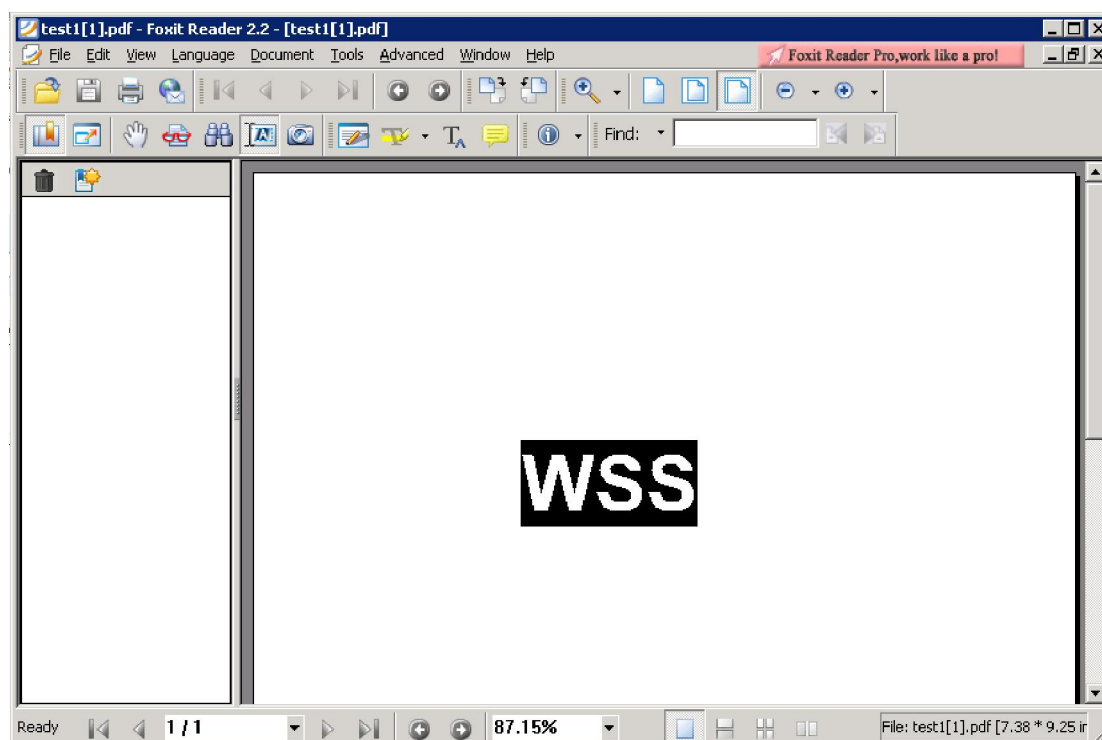 test1[1].pdf - Foxit Reader 2.2 - [test1[1].pdf]
File Edit View Language Document Tools Advanced Window Help Foxit Reader Pro,work like a pro!
Find:
WSS
Ready 1 / 1 87.15% File: test1[1].pdf [7.38 * 9.25 in